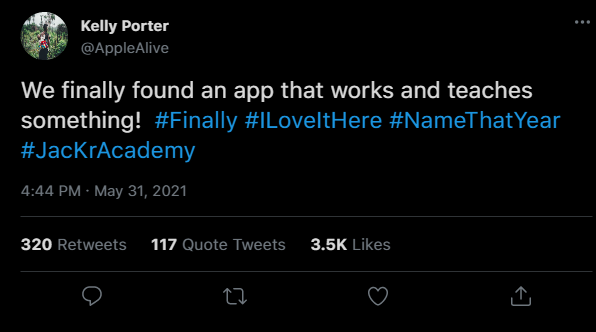 Kelly Porter
@AppleAlive
We finally found an app that works and teaches
something! #Finally #ILoveItHere #NameThatYear
#JacKrAcademy
4:44 PM · May 31, 2021
320 Retweets 117 Quote Tweets 3.5K Likes